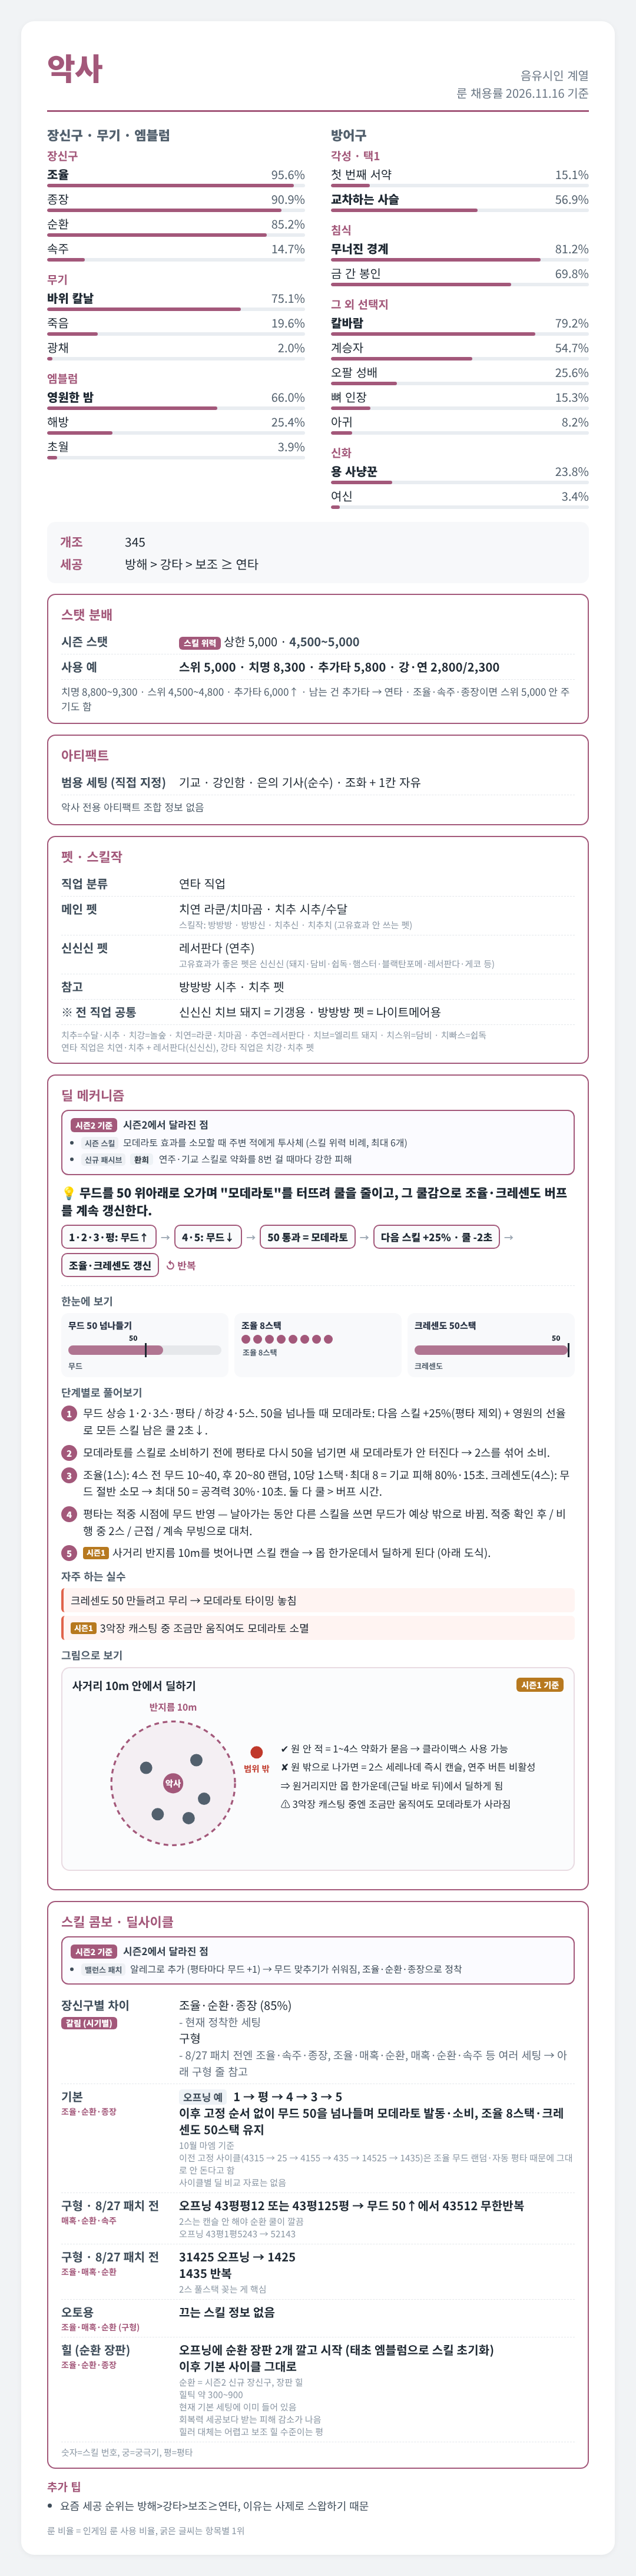 악사
음유시인 계열
룬 채용률 2026.11.16 기준
장신구 · 무기 · 엠블럼
장신구
조율 95.6%
종장 90.9%
순환 85.2%
속주 14.7%
무기
바위 칼날 75.1%
죽음 19.6%
광채 2.0%
엠블럼
영원한 밤 66.0%
해방 25.4%
초월 3.9%
방어구
각성 · 택1
첫 번째 서약 15.1%
교차하는 사슬 56.9%
침식
무너진 경계 81.2%
금 간 봉인 69.8%
그 외 선택지
칼바람 79.2%
계승자 54.7%
오팔 성배 25.6%
뼈 인장 15.3%
아귀 8.2%
신화
용 사냥꾼 23.8%
여신 3.4%
개조 345
세공 방해 > 강타 > 보조 ≥ 연타
스탯 분배
시즌 스탯 스킬 위력 상한 5,000 · 4,500~5,000
사용 예 스위 5,000 · 치명 8,300 · 추가타 5,800 · 강·연 2,800/2,300
치명 8,800~9,300 · 스위 4,500~4,800 · 추가타 6,000↑ · 남는 건 추가타 → 연타 · 조율·속주·종장이면 스위 5,000 안 주
기도 함
아티팩트
범용 세팅 (직접 지정) 기교 · 강인함 · 은의 기사(순수) · 조화 + 1칸 자유
악사 전용 아티팩트 조합 정보 없음
펫 · 스킬작
직업 분류 연타 직업
메인 펫 치연 라쿤/치마곰 · 치추 시추/수달
스킬작: 방방방 · 방방신 · 치추신 · 치추치 (고유효과 안 쓰는 펫)
신신신 펫 레서판다 (연추)
고유효과가 좋은 펫은 신신신 (돼지·담비·쉽독·햄스터·블랙탄포메·레서판다·게코 등)
참고 방방방 시추 · 치추 펫
※ 전 직업 공통 신신신 치브 돼지 = 기갱용 · 방방방 펫 = 나이트메어용
치추=수달·시추 · 치강=늘숲 · 치연=라쿤·치마곰 · 추연=레서판다 · 치브=엘리트 돼지 · 치스위=담비 · 치빠스=쉽독
연타 직업은 치연·치추 + 레서판다(신신신), 강타 직업은 치강·치추 펫
딜 메커니즘
시즌2 기준 시즌2에서 달라진 점
• 시즌 스킬 모데라토 효과를 소모할 때 주변 적에게 투사체 (스킬 위력 비례, 최대 6개)
• 신규 패시브 환희 연주·기교 스킬로 약화를 8번 걸 때마다 강한 피해
💡 무드를 50 위아래로 오가며 "모데라토"를 터뜨려 쿨을 줄이고, 그 쿨감으로 조율·크레센도 버프
를 계속 갱신한다.
1·2·3·평: 무드↑ → 4·5: 무드↓ → 50 통과 = 모데라토 → 다음 스킬 +25% · 쿨 -2초 →
조율·크레센도 갱신 ↺ 반복
한눈에 보기
무드 50 넘나들기
50
무드
조율 8스택
조율 8스택
크레센도 50스택
50
크레센도
단계별로 풀어보기
1 무드 상승 1·2·3스·평타 / 하강 4·5스. 50을 넘나들 때 모데라토: 다음 스킬 +25%(평타 제외) + 영원의 선율
로 모든 스킬 남은 쿨 2초↓.
2 모데라토를 스킬로 소비하기 전에 평타로 다시 50을 넘기면 새 모데라토가 안 터진다 → 2스를 섞어 소비.
3 조율(1스): 4스 전 무드 10~40, 후 20~80 랜덤, 10당 1스택·최대 8 = 기교 피해 80%·15초. 크레센도(4스): 무
드 절반 소모 → 최대 50 = 공격력 30%·10초. 둘 다 쿨 > 버프 시간.
4 평타는 적중 시점에 무드 반영 — 날아가는 동안 다른 스킬을 쓰면 무드가 예상 밖으로 바뀜. 적중 확인 후 / 비
행 중 2스 / 근접 / 계속 무빙으로 대처.
5 시즌1 사거리 반지름 10m를 벗어나면 스킬 캔슬 → 몹 한가운데서 딜하게 된다 (아래 도식).
자주 하는 실수
크레센도 50 만들려고 무리 → 모데라토 타이밍 놓침
시즌1 3악장 캐스팅 중 조금만 움직여도 모데라토 소멸
그림으로 보기
사거리 10m 안에서 딜하기 시즌1 기준
반지름 10m
악사
범위 밖
✔ 원 안 적 = 1~4스 약화가 묻음 → 클라이맥스 사용 가능
✘ 원 밖으로 나가면 = 2스 세레나데 즉시 캔슬, 연주 버튼 비활성
⇒ 원거리지만 몹 한가운데(근딜 바로 뒤)에서 딜하게 됨
⚠ 3악장 캐스팅 중엔 조금만 움직여도 모데라토가 사라짐
스킬 콤보 · 딜사이클
시즌2 기준 시즌2에서 달라진 점
• 밸런스 패치 알레그로 추가 (평타마다 무드 +1) → 무드 맞추기가 쉬워짐, 조율·순환·종장으로 정착
장신구별 차이
갈림 (시기별)
조율·순환·종장 (85%)
- 현재 정착한 세팅
구형
- 8/27 패치 전엔 조율·속주·종장, 조율·매혹·순환, 매혹·순환·속주 등 여러 세팅 → 아
래 구형 줄 참고
기본
조율·순환·종장
오프닝 예 1 → 평 → 4 → 3 → 5
이후 고정 순서 없이 무드 50을 넘나들며 모데라토 발동·소비, 조율 8스택·크레
센도 50스택 유지
10월 마엠 기준
이전 고정 사이클(4315 → 25 → 4155 → 435 → 14525 → 1435)은 조율 무드 랜덤·자동 평타 때문에 그대
로 안 돈다고 함
사이클별 딜 비교 자료는 없음
구형 · 8/27 패치 전
매혹·순환·속주
오프닝 43평평12 또는 43평125평 → 무드 50↑에서 43512 무한반복
2스는 캔슬 안 해야 순환 쿨이 깔끔
오프닝 43평1평5243 → 52143
구형 · 8/27 패치 전
조율·매혹·순환
31425 오프닝 → 1425
1435 반복
2스 풀스택 꽂는 게 핵심
오토용
조율·매혹·순환 (구형)
끄는 스킬 정보 없음
힐 (순환 장판)
조율·순환·종장
오프닝에 순환 장판 2개 깔고 시작 (태초 엠블럼으로 스킬 초기화)
이후 기본 사이클 그대로
순환 = 시즌2 신규 장신구, 장판 힐
힐틱 약 300~900
현재 기본 세팅에 이미 들어 있음
회복력 세공보다 받는 피해 감소가 나음
힐러 대체는 어렵고 보조 힐 수준이는 평
숫자=스킬 번호, 궁=궁극기, 평=평타
추가 팁
• 요즘 세공 순위는 방해>강타>보조≥연타, 이유는 사제로 스왑하기 때문
룬 비율 = 인게임 룬 사용 비율, 굵은 글씨는 항목별 1위